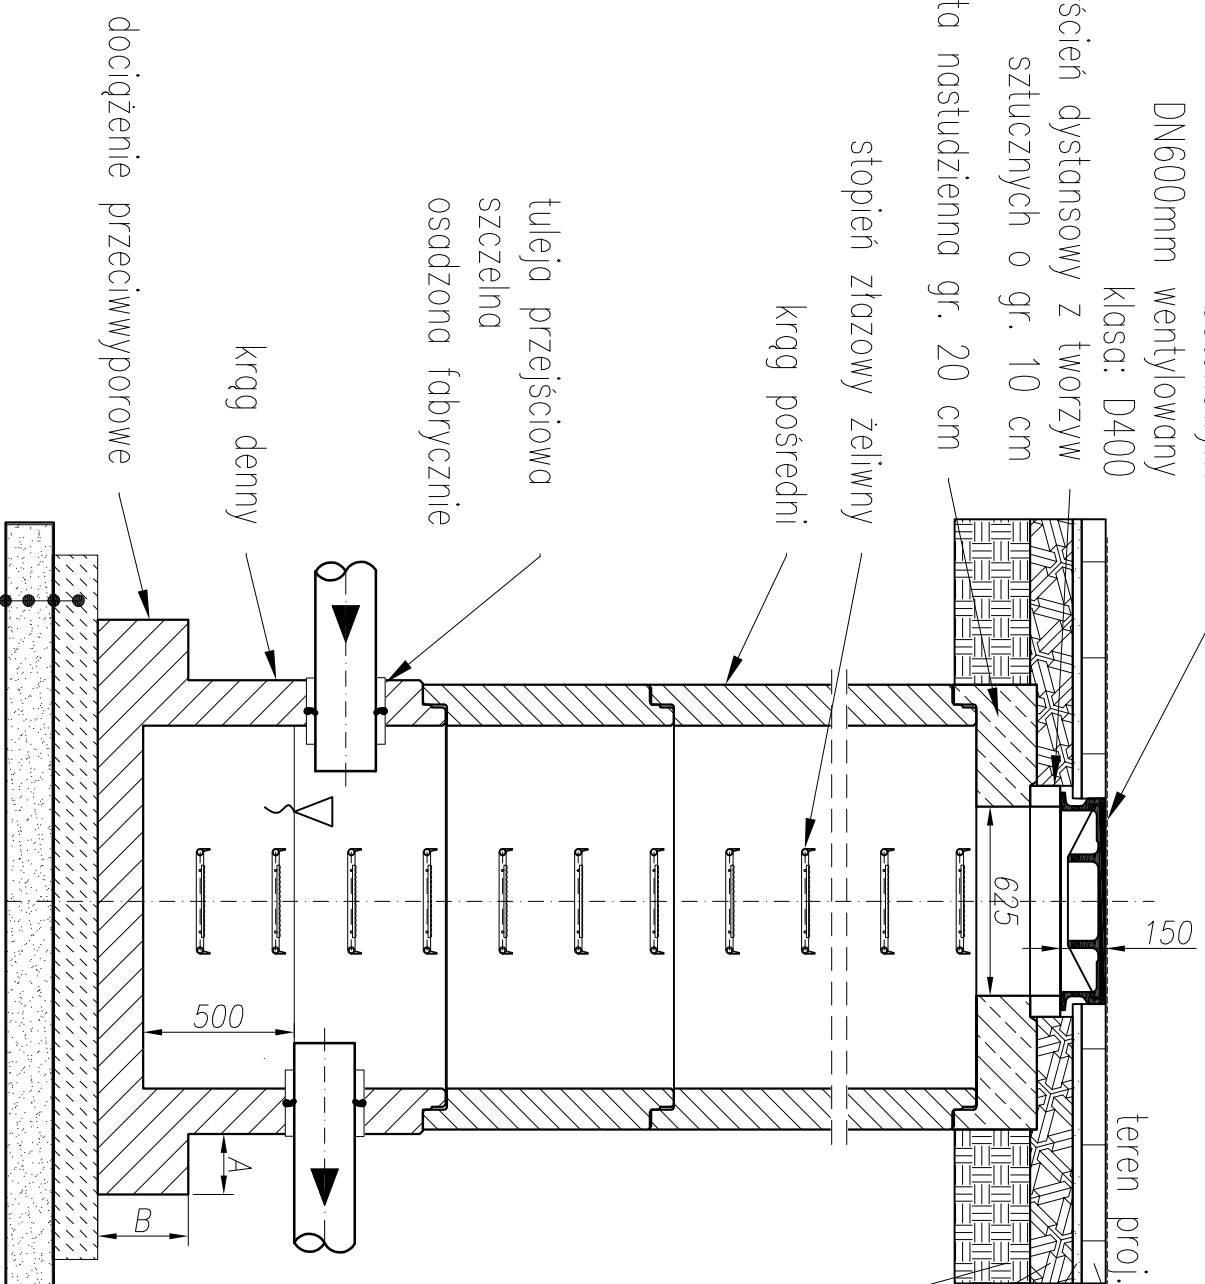 DN600mm wentylowany
klasa: D400
ścień dystansowy z tworzyw
sztucznych o gr. 10 cm
ta nastudzienna gr. 20 cm
stopień złazowy żeliwny
krąg pośredni
tuleja przejściowa
szczelna
osadzona fabrycznie
krąg denny
dociążenie przeciwwyporowe
teren proj.
150
625
500
A
B